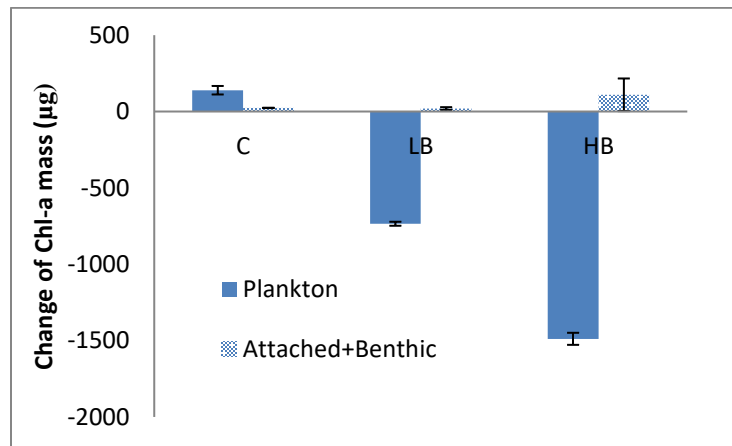 500
0
-500
-1000
-1500
-2000
Change of Chl-a mass (µg)
C LB HB
Plankton
Attached+Benthic